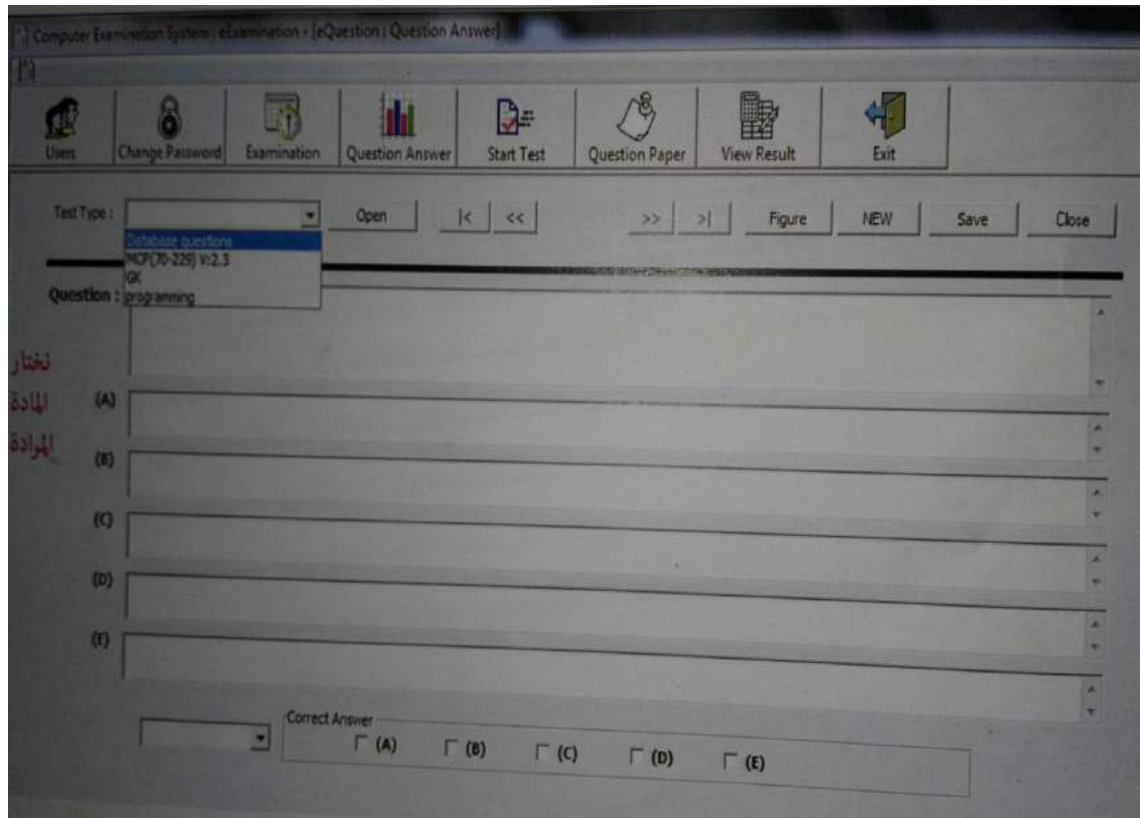 Computer Examination System : eExamination - [eQuestion : Question Answer]
Users Change Password Examination Question Answer Start Test Question Paper View Result Exit
Test Type : Open |< << >> >| Figure NEW Save Close
Database questions
MCP(70-229) V:2.3
GK
programming
Question :
نختار
المادة
المرادة
(A)
(B)
(C)
(D)
(E)
Correct Answer
(A) (B) (C) (D) (E)